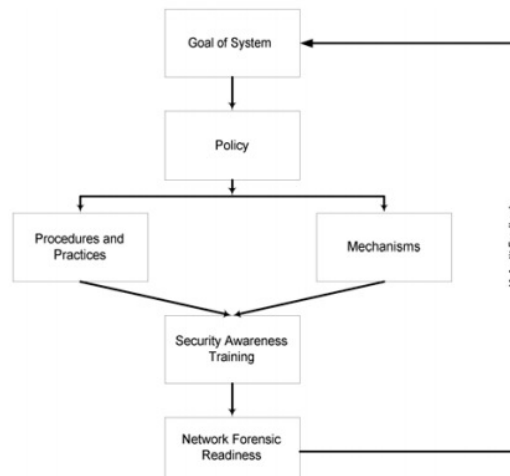 Goal of System
Policy
Procedures and
Practices
Mechanisms
Security Awareness
Training
Network Forensic
Readiness